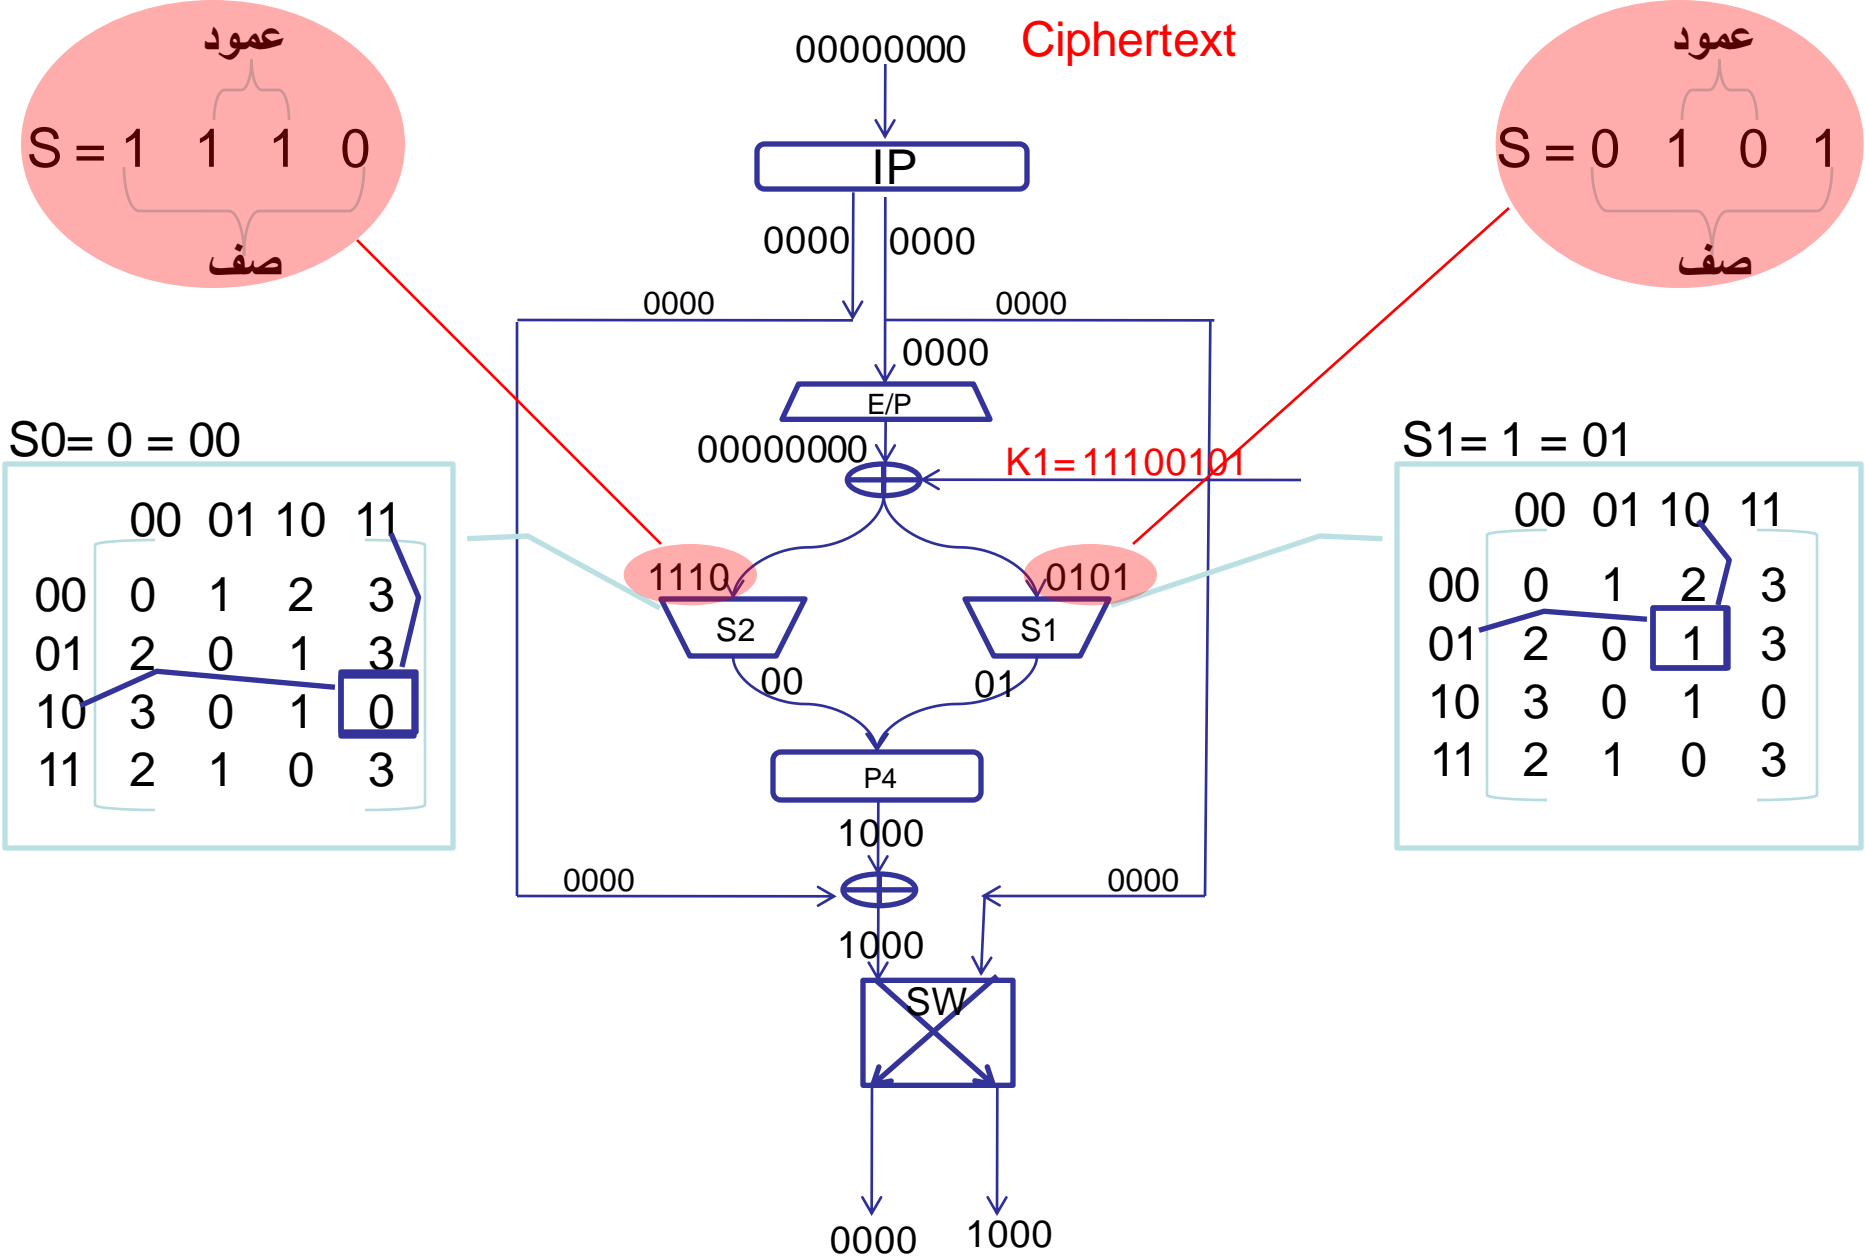 عمود
S = 1 1 1 0
صف
00000000
Ciphertext
عمود
S = 0 1 0 1
صف
IP
0000 0000
0000 0000
0000
E/P
00000000
K1= 11100101
S0= 0 = 00
00 01 10 11
00 0 1 2 3
01 2 0 1 3
10 3 0 1 0
11 2 1 0 3
1110 0101
S2 S1
00 01
S1= 1 = 01
00 01 10 11
00 0 1 2 3
01 2 0 1 3
10 3 0 1 0
11 2 1 0 3
P4
1000
0000 0000
1000
SW
0000 1000